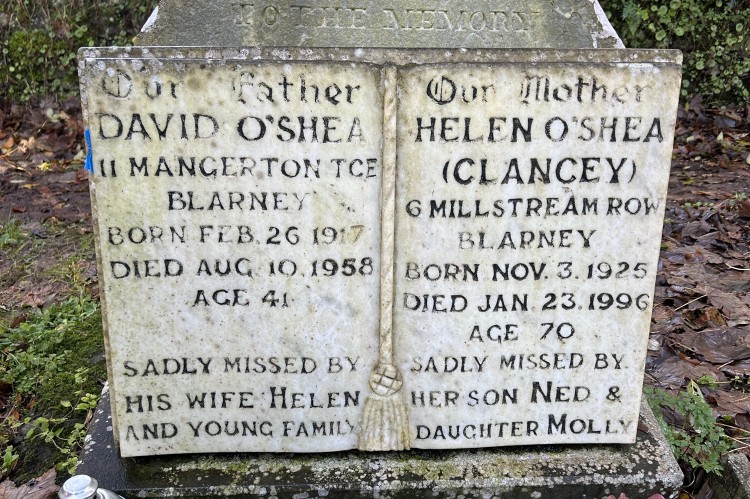 TO THE MEMORY
Our Father
DAVID O'SHEA
11 MANGERTON TCE
BLARNEY
BORN FEB. 26 1917
DIED AUG. 10. 1958
AGE 41
SADLY MISSED BY
HIS WIFE HELEN
AND YOUNG FAMILY
Our Mother
HELEN O'SHEA
(CLANCEY)
6 MILLSTREAM ROW
BLARNEY
BORN NOV. 3. 1925
DIED JAN. 23. 1996
AGE 70
SADLY MISSED BY
HER SON NED &
DAUGHTER MOLLY